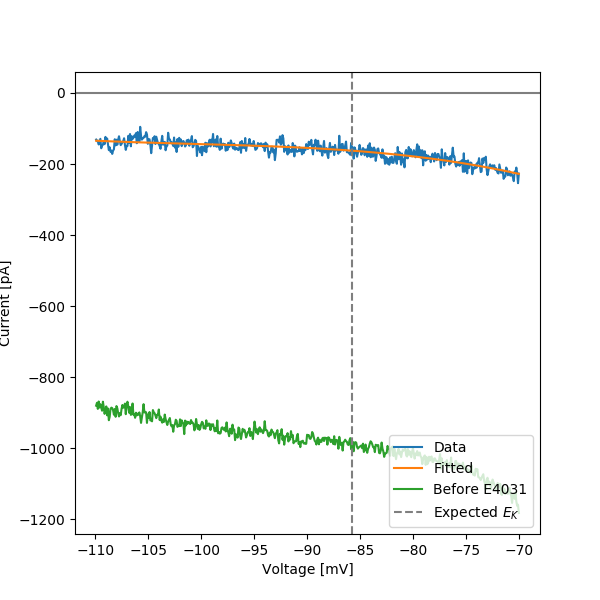 0
−200
−400
−600
−800
−1000
−1200
Current [pA]
Data
Fitted
Before E4031
Expected E_K
−110
−105
−100
−95
−90
−85
−80
−75
−70
Voltage [mV]